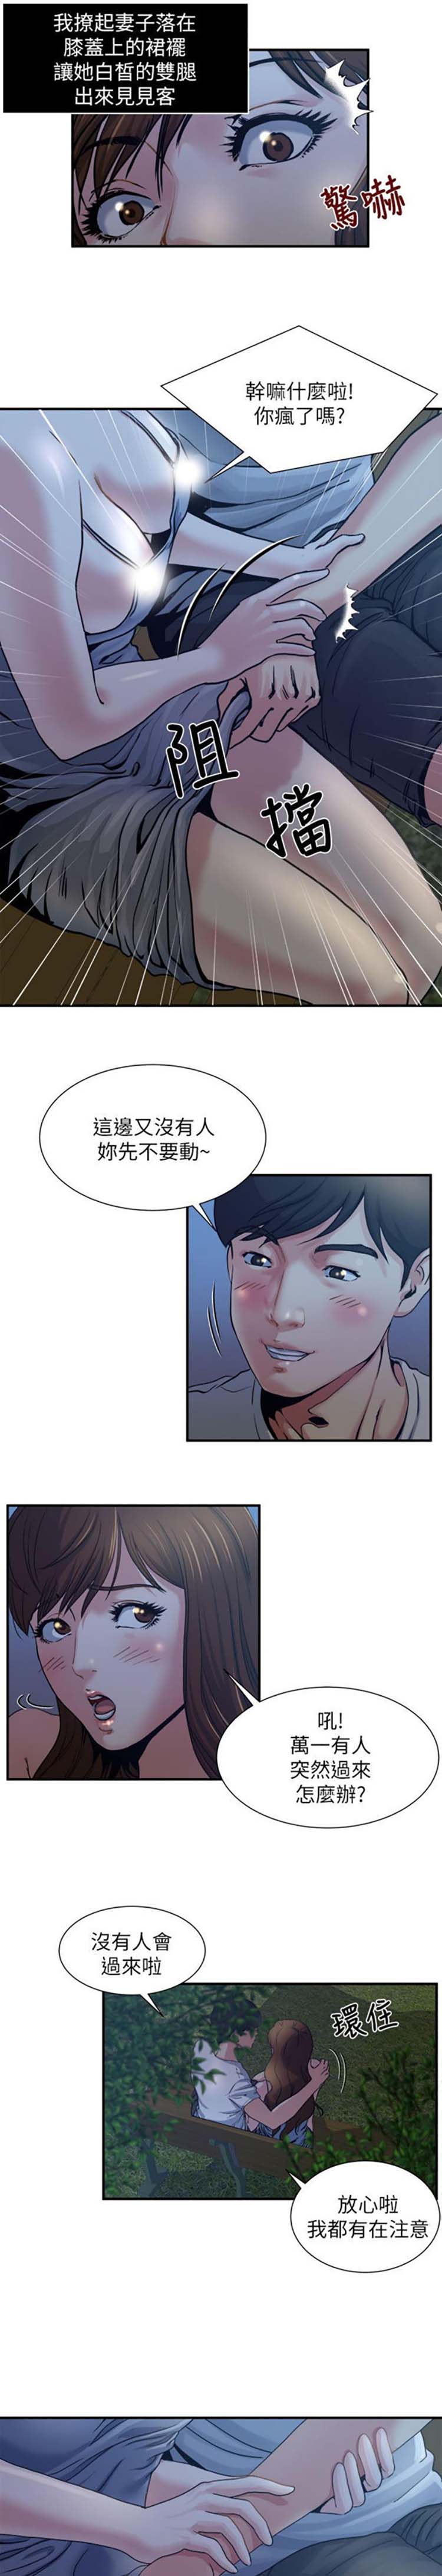 我撩起妻子落在
膝蓋上的裙襬
讓她白皙的雙腿
出來見見客
驚嚇
幹嘛什麼啦!
你瘋了嗎?
阻擋
這邊又沒有人
妳先不要動~
吼!
萬一有人
突然過來
怎麼辦?
沒有人會
過來啦
環住
放心啦
我都有在注意